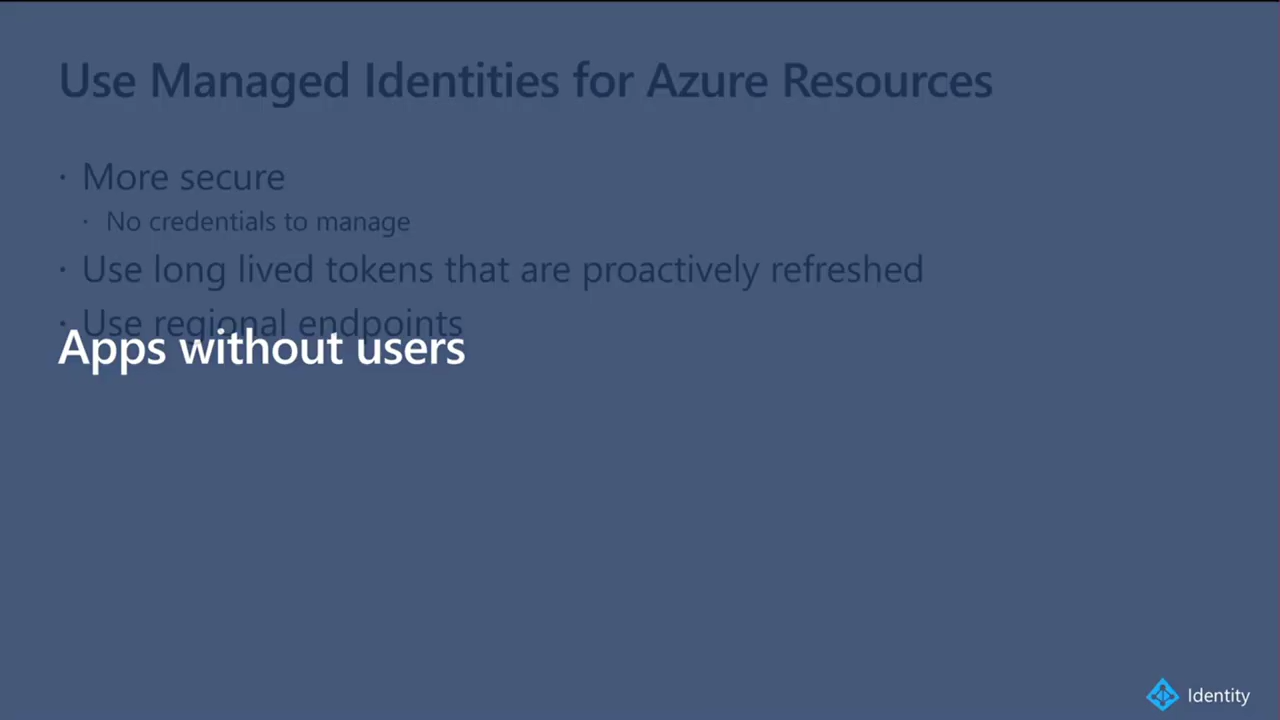 Use Managed Identities for Azure Resources
· More secure
· No credentials to manage
· Use long lived tokens that are proactively refreshed
· Use regional endpoints
Apps without users
Identity